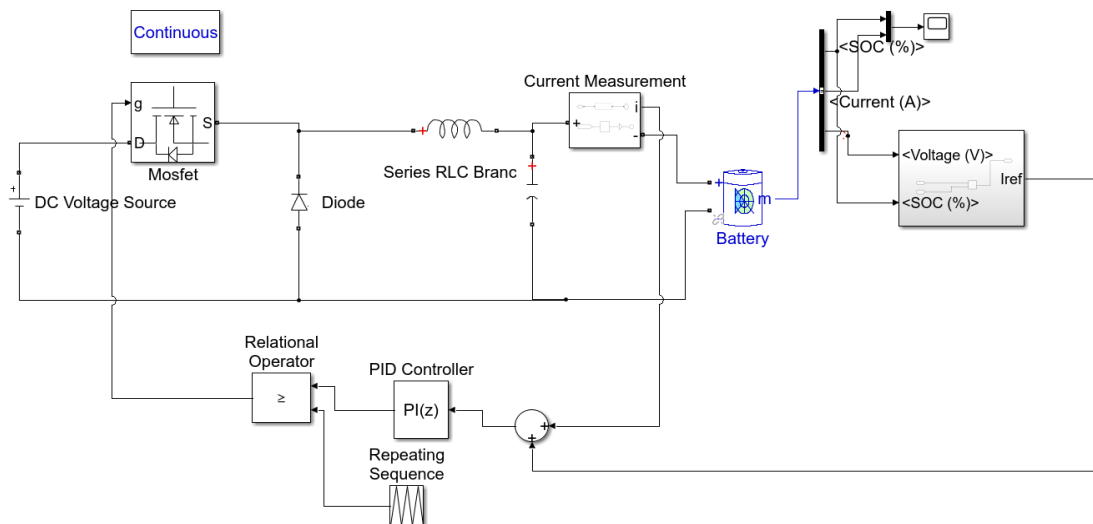 Continuous
<SOC (%)>
g
D
S
Mosfet
Current Measurement
+
i
-
<Current (A)>
DC Voltage Source
+
Diode
+
Series RLC Branc
+
+
m
Battery
<Voltage (V)>
<SOC (%)>
Iref
Relational
Operator
≥
PID Controller
PI(z)
+
+
Repeating
Sequence